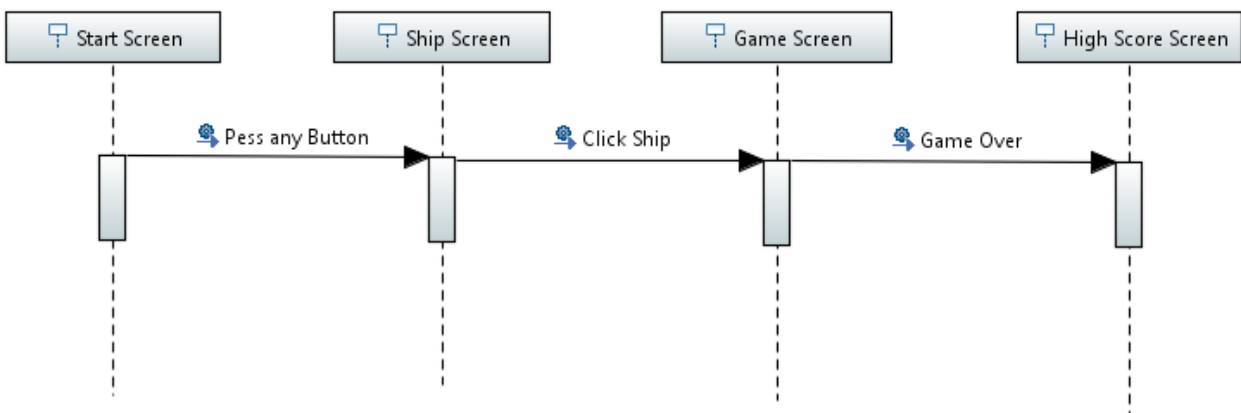 Start Screen
Ship Screen
Game Screen
High Score Screen
Pess any Button
Click Ship
Game Over